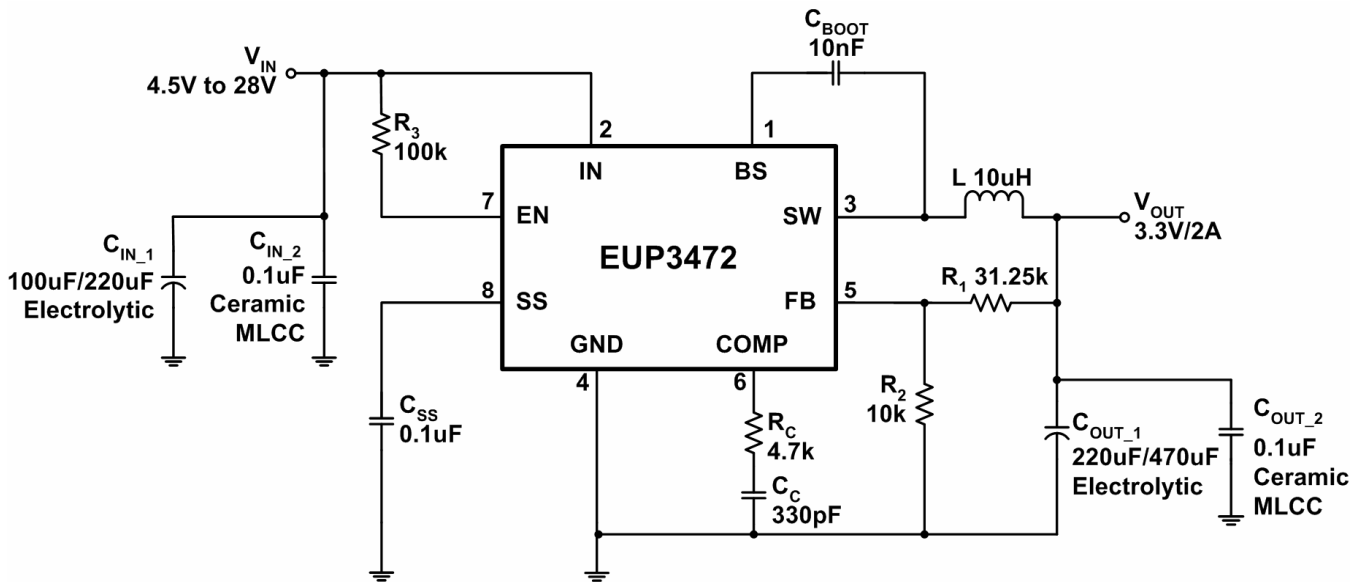 C_BOOT
10nF
V_IN
4.5V to 28V
R_3
100k
2
1
IN
BS
L 10uH
7
EN
SW
3
V_OUT
3.3V/2A
C_IN_1
100uF/220uF
Electrolytic
C_IN_2
0.1uF
Ceramic
MLCC
EUP3472
R_1 31.25k
8
SS
FB
5
GND
COMP
4
6
C_SS
0.1uF
R_C
4.7k
C_C
330pF
R_2
10k
C_OUT_1
220uF/470uF
Electrolytic
C_OUT_2
0.1uF
Ceramic
MLCC